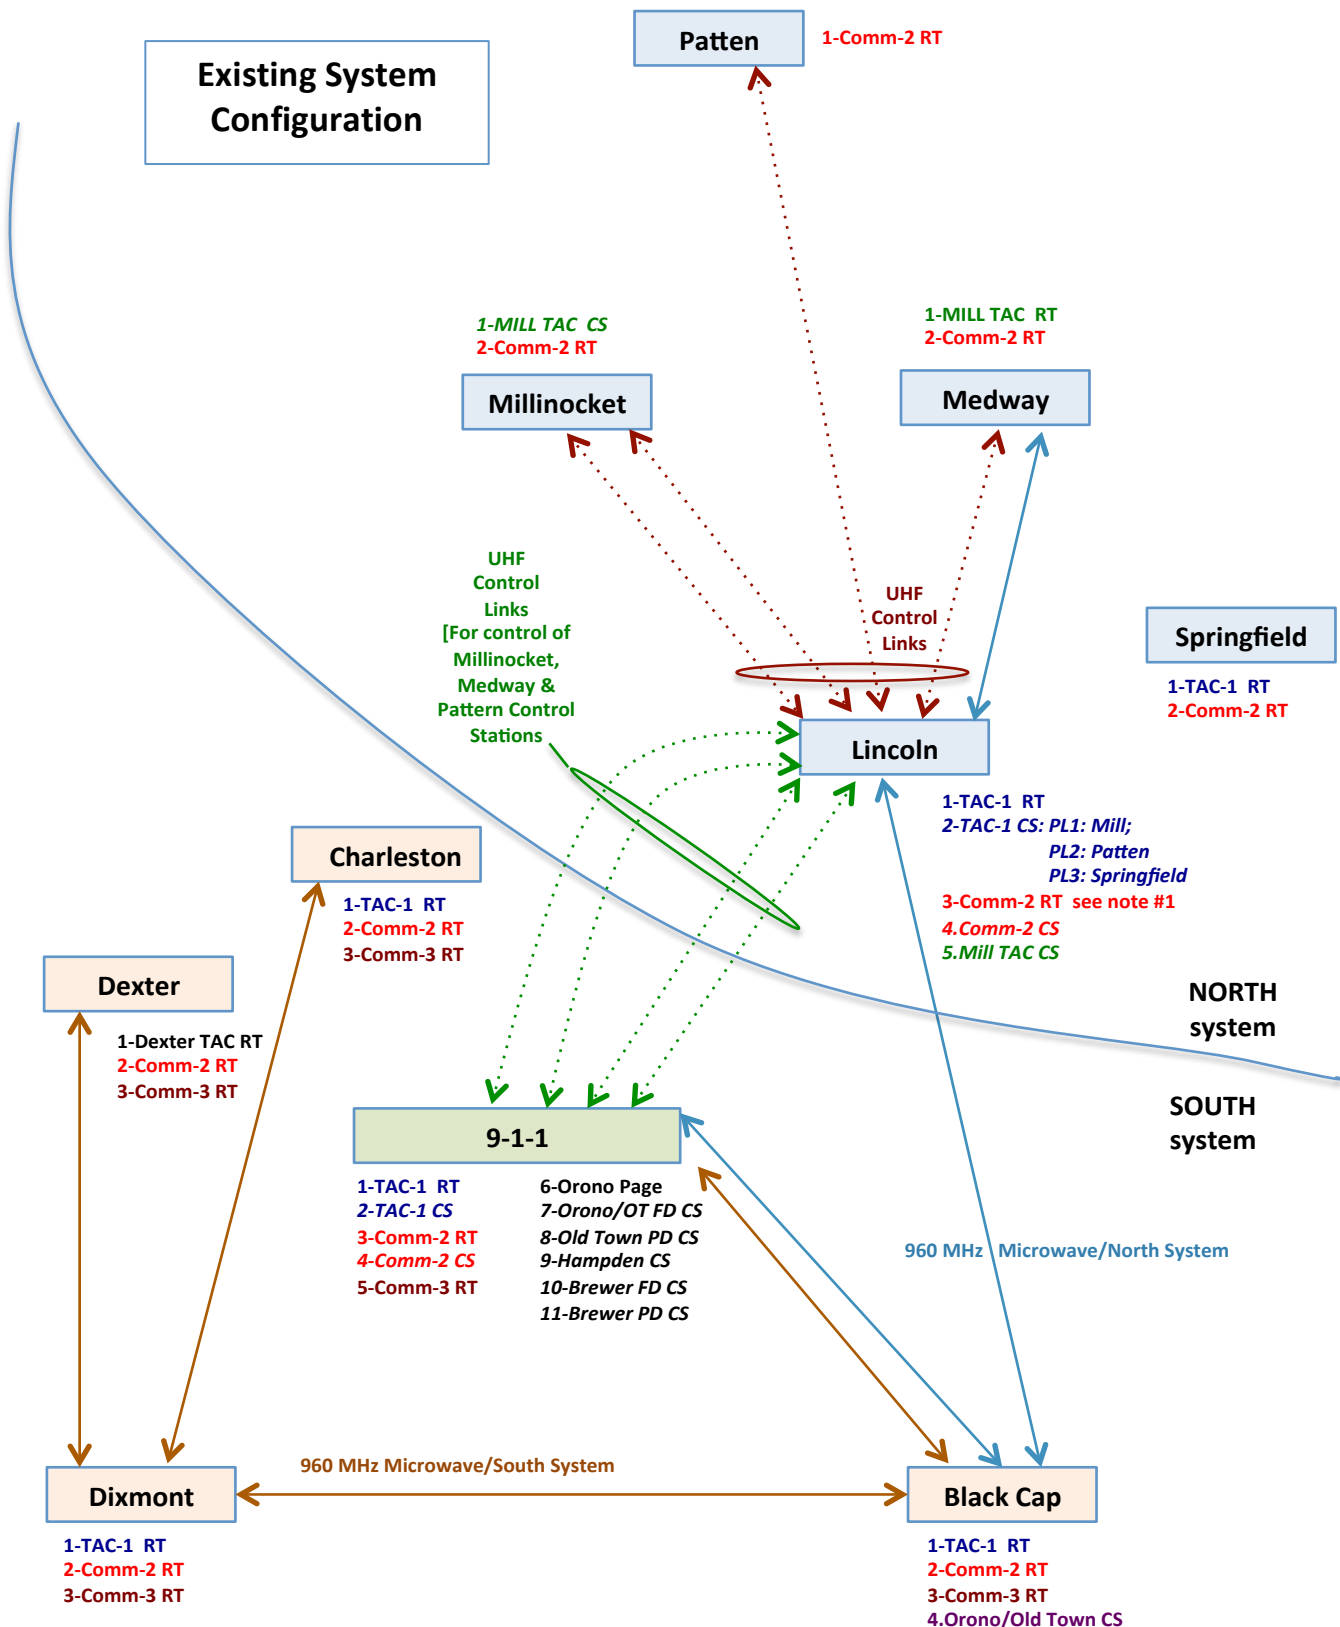 Existing System
Configuration
Patten
1-Comm-2 RT
1-MILL TAC  CS
2-Comm-2 RT
Millinocket
1-MILL TAC  RT
2-Comm-2 RT
Medway
UHF
Control
Links
[For control of
Millinocket,
Medway &
Pattern Control
Stations
UHF
Control
Links
Springfield
1-TAC-1  RT
2-Comm-2 RT
Lincoln
1-TAC-1  RT
2-TAC-1 CS: PL1: Mill;
PL2: Patten
PL3: Springfield
3-Comm-2 RT  see note #1
4.Comm-2 CS
5.Mill TAC CS
Charleston
1-TAC-1  RT
2-Comm-2 RT
3-Comm-3 RT
Dexter
1-Dexter TAC RT
2-Comm-2 RT
3-Comm-3 RT
NORTH
system
SOUTH
system
9-1-1
1-TAC-1  RT
2-TAC-1 CS
3-Comm-2 RT
4-Comm-2 CS
5-Comm-3 RT
6-Orono Page
7-Orono/OT FD CS
8-Old Town PD CS
9-Hampden CS
10-Brewer FD CS
11-Brewer PD CS
960 MHz  Microwave/North System
960 MHz Microwave/South System
Dixmont
1-TAC-1  RT
2-Comm-2 RT
3-Comm-3 RT
Black Cap
1-TAC-1  RT
2-Comm-2 RT
3-Comm-3 RT
4.Orono/Old Town CS